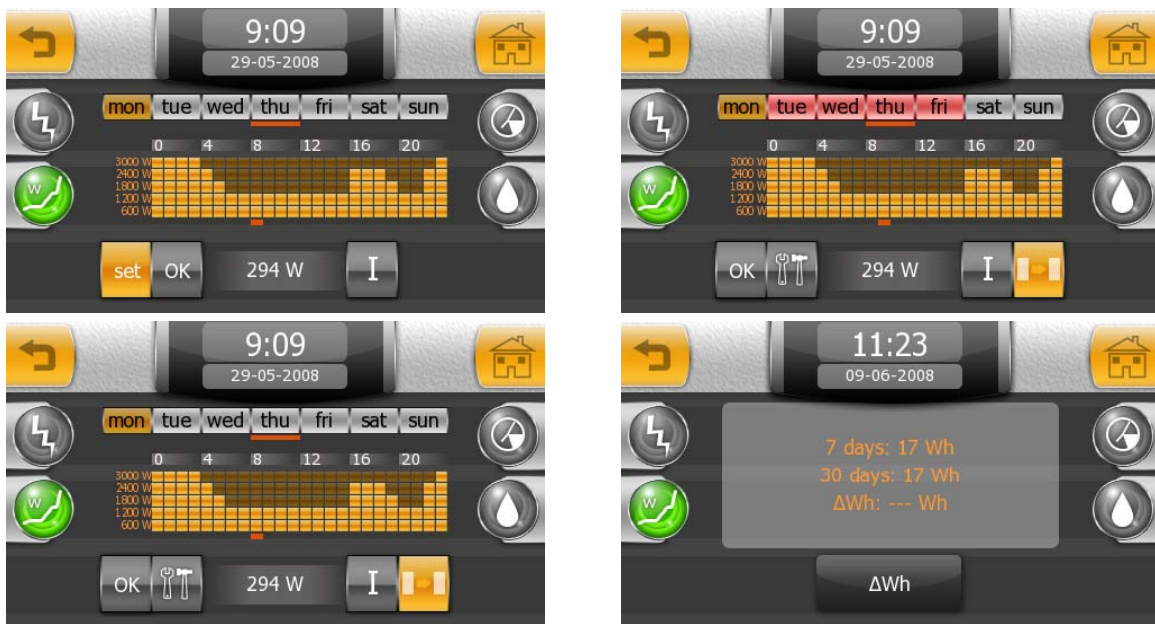 9:09
29-05-2008
mon tue wed thu fri sat sun
0 4 8 12 16 20
3000 W
2400 W
1800 W
1200 W
600 W
W
set OK 294 W I
9:09
29-05-2008
mon tue wed thu fri sat sun
0 4 8 12 16 20
3000 W
2400 W
1800 W
1200 W
600 W
W
OK 294 W I
9:09
29-05-2008
mon tue wed thu fri sat sun
0 4 8 12 16 20
3000 W
2400 W
1800 W
1200 W
600 W
W
OK 294 W I
11:23
09-06-2008
7 days: 17 Wh
30 days: 17 Wh
ΔWh: --- Wh
W
ΔWh